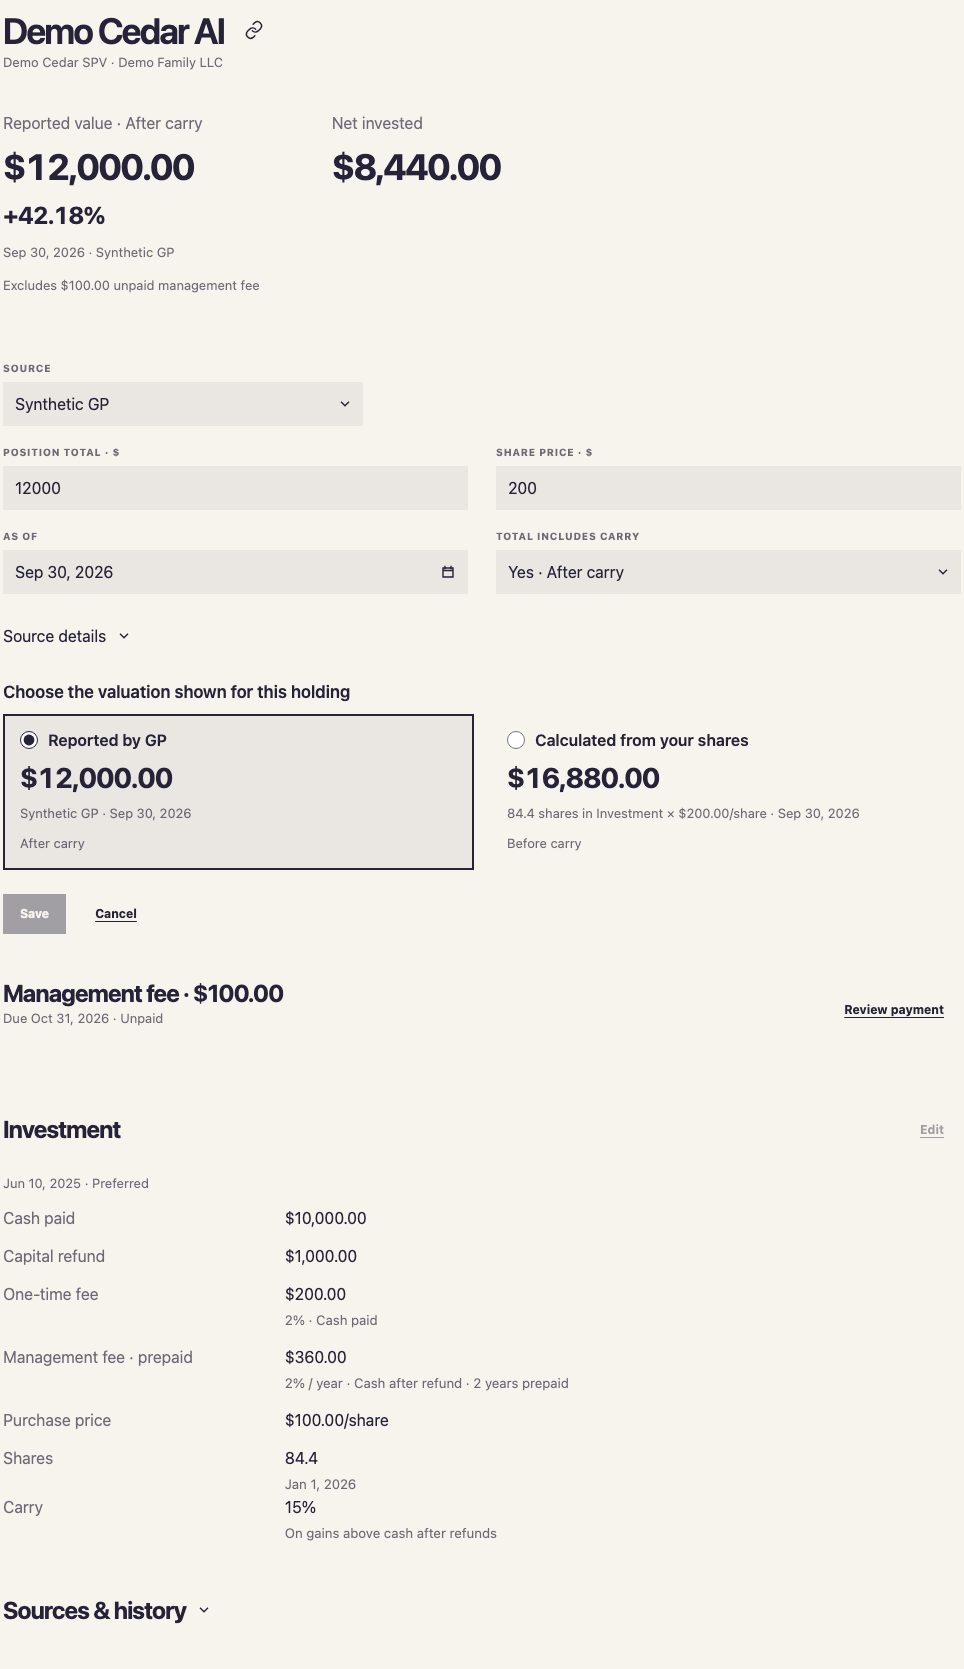 Demo Cedar AI
Demo Cedar SPV · Demo Family LLC
Reported value · After carry
$12,000.00
+42.18%
Sep 30, 2026 · Synthetic GP
Excludes $100.00 unpaid management fee
Net invested
$8,440.00
SOURCE
Synthetic GP
POSITION TOTAL · $
12000
SHARE PRICE · $
200
AS OF
Sep 30, 2026
TOTAL INCLUDES CARRY
Yes · After carry
Source details
Choose the valuation shown for this holding
Reported by GP
$12,000.00
Synthetic GP · Sep 30, 2026
After carry
Calculated from your shares
$16,880.00
84.4 shares in Investment × $200.00/share · Sep 30, 2026
Before carry
Save
Cancel
Management fee · $100.00
Due Oct 31, 2026 · Unpaid
Review payment
Investment
Edit
Jun 10, 2025 · Preferred
Cash paid
$10,000.00
Capital refund
$1,000.00
One-time fee
$200.00
2% · Cash paid
Management fee · prepaid
$360.00
2% / year · Cash after refund · 2 years prepaid
Purchase price
$100.00/share
Shares
84.4
Jan 1, 2026
Carry
15%
On gains above cash after refunds
Sources & history